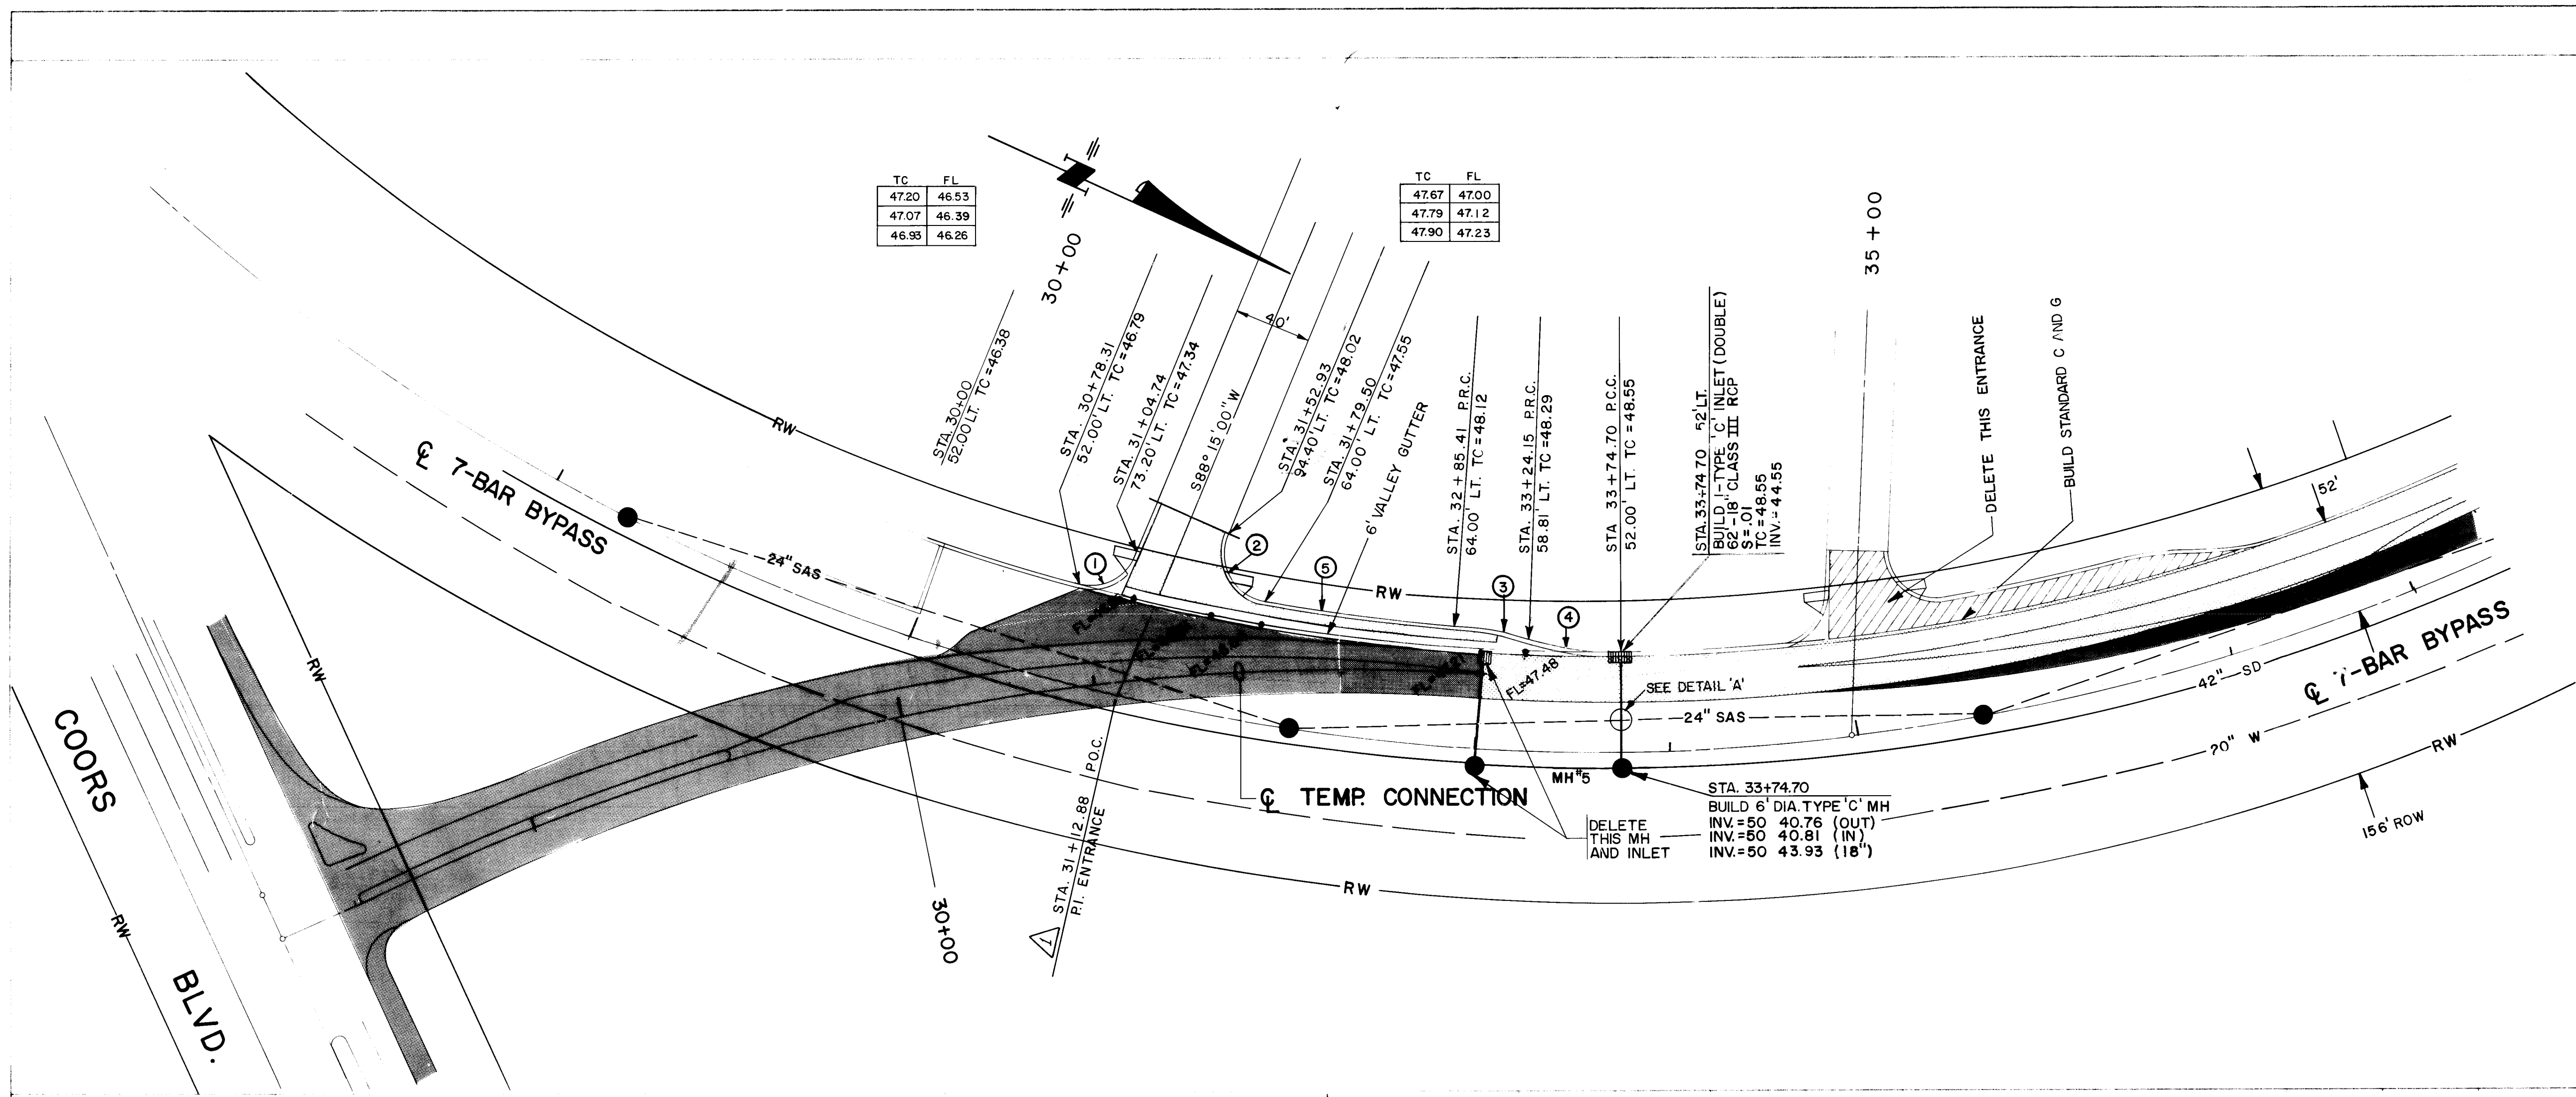 TC FL
47.20 46.53
47.07 46.39
46.93 46.26
TC FL
47.67 47.00
47.79 47.12
47.90 47.23
30+00
35+00
40'
STA. 30+00
52.00 LT. TC=46.38
STA. 30+78.31
52.00' LT. TC=46.79
STA. 31+04.74
73.20' LT. TC=47.34
S88° 15' 00" W
STA. 31+52.93
94.40' LT. TC=48.02
STA. 31+79.50
64.00' LT. TC=47.55
6' VALLEY GUTTER
STA. 32+85.41 P.R.C.
64.00' LT. TC=48.12
STA. 33+24.15 P.R.C.
58.81' LT. TC=48.29
STA 33+74.70 P.C.C.
52.00' LT. TC=48.55
STA. 33+74 70 52' LT.
BUILD 1-TYPE 'C' INLET (DOUBLE)
62'-18" CLASS III RCP
S=.01
TC=48.55
INV.=44.55
DELETE THIS ENTRANCE
BUILD STANDARD C AND G
52'
RW
℄ 7-BAR BYPASS
24" SAS
1
2
5
3
4
RW
RW
FL=47.48
SEE DETAIL 'A'
24" SAS
42" SD
℄ 7-BAR BYPASS
RW
156' ROW
MH#5
℄ TEMP. CONNECTION
STA. 33+74.70
BUILD 6' DIA. TYPE 'C' MH
INV.=50 40.76 (OUT)
INV.=50 40.81 (IN)
INV.=50 43.93 (18")
DELETE
THIS MH
AND INLET
RW
STA. 31+12.88 P.O.C.
P.I. ENTRANCE
1
30+00
COORS
BLVD.
RW